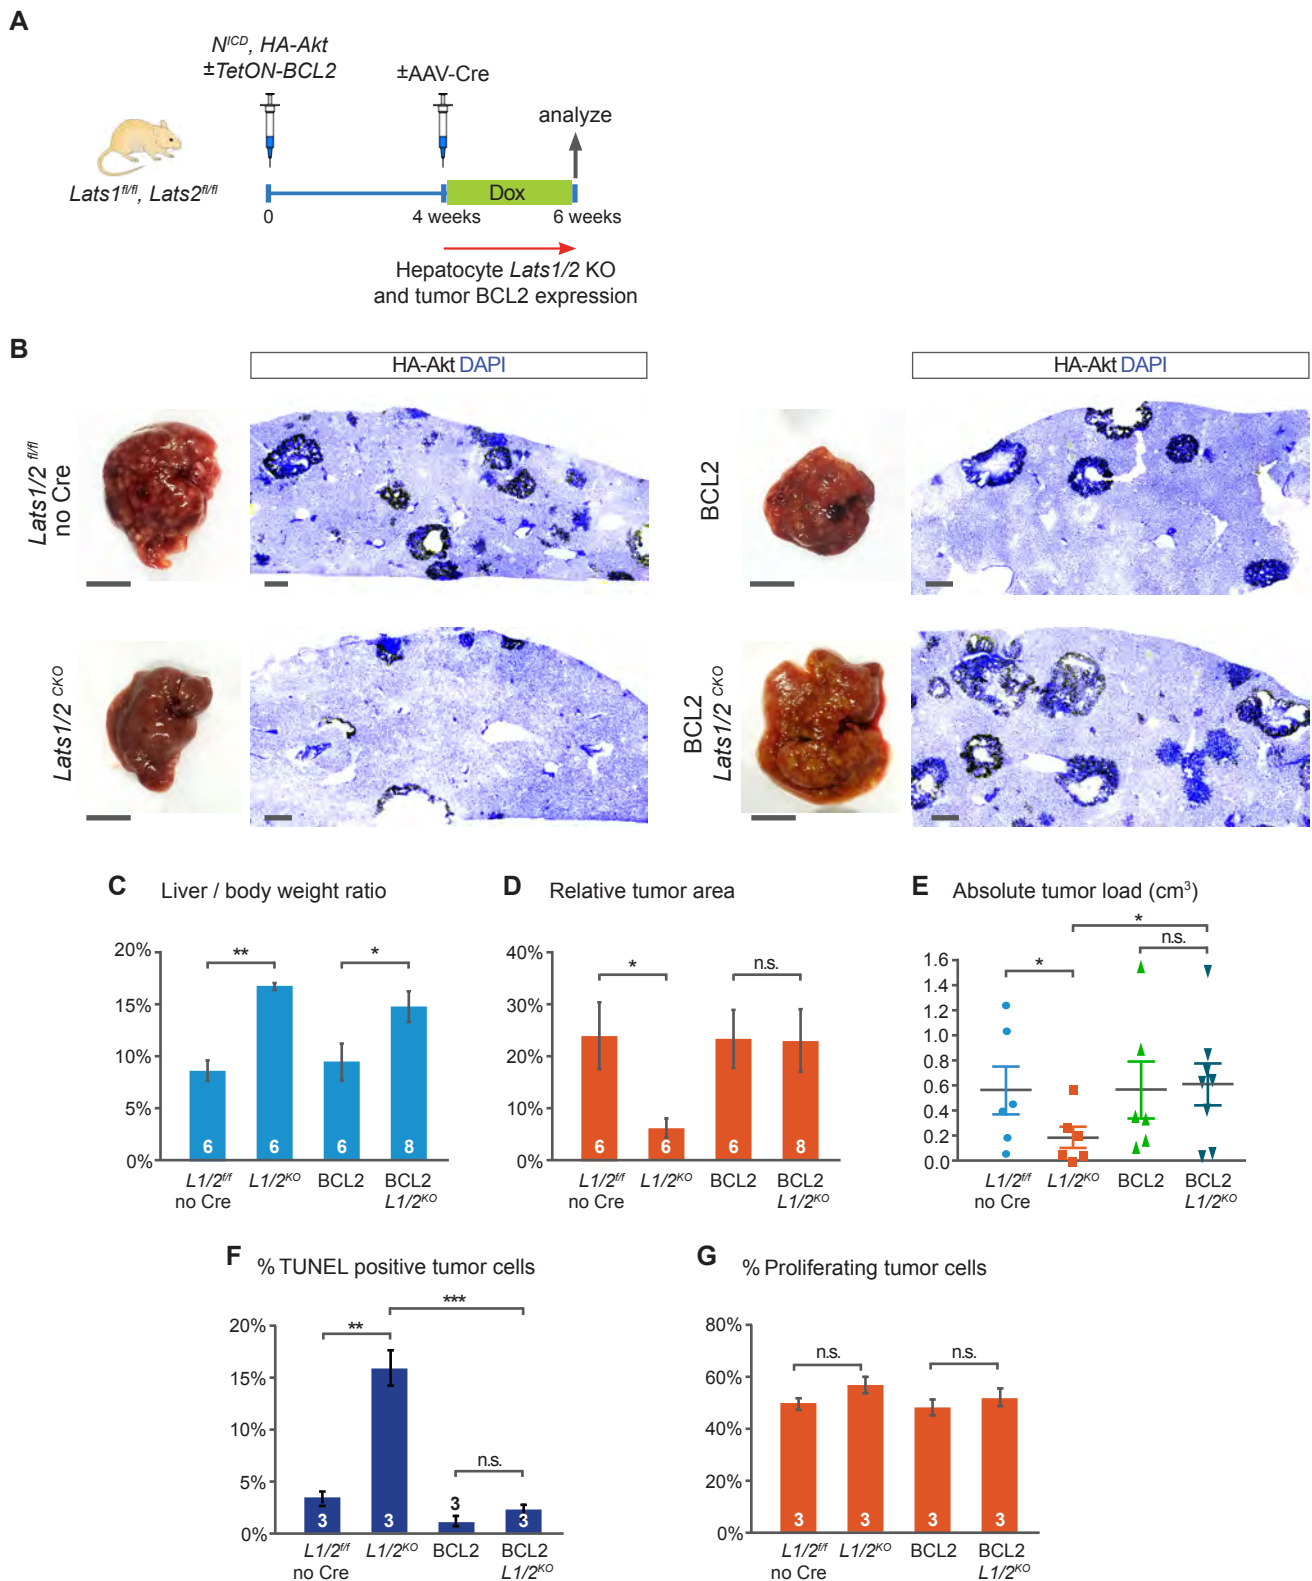 A
N^ICD, HA-Akt
±TetON-BCL2
±AAV-Cre
analyze
Lats1^fl/fl, Lats2^fl/fl
Dox
0
4 weeks
6 weeks
Hepatocyte Lats1/2 KO
and tumor BCL2 expression
B
HA-Akt DAPI
HA-Akt DAPI
Lats1/2 ^fl/fl
no Cre
BCL2
Lats1/2 ^CKO
BCL2
Lats1/2 ^CKO
C Liver / body weight ratio
20%
15%
10%
5%
0%
**
*
6
6
6
8
L1/2^f/f
no Cre
L1/2^KO
BCL2
BCL2
L1/2^KO
D Relative tumor area
40%
30%
20%
10%
0%
*
n.s.
6
6
6
8
L1/2^f/f
no Cre
L1/2^KO
BCL2
BCL2
L1/2^KO
E Absolute tumor load (cm³)
*
n.s.
*
1.6
1.4
1.2
1.0
0.8
0.6
0.4
0.2
0.0
L1/2^f/f
no Cre
L1/2^KO
BCL2
BCL2
L1/2^KO
F % TUNEL positive tumor cells
20%
15%
10%
5%
0%
***
**
n.s.
3
3
3
3
L1/2^f/f
no Cre
L1/2^KO
BCL2
BCL2
L1/2^KO
G % Proliferating tumor cells
80%
60%
40%
20%
0%
n.s.
n.s.
3
3
3
3
L1/2^f/f
no Cre
L1/2^KO
BCL2
BCL2
L1/2^KO